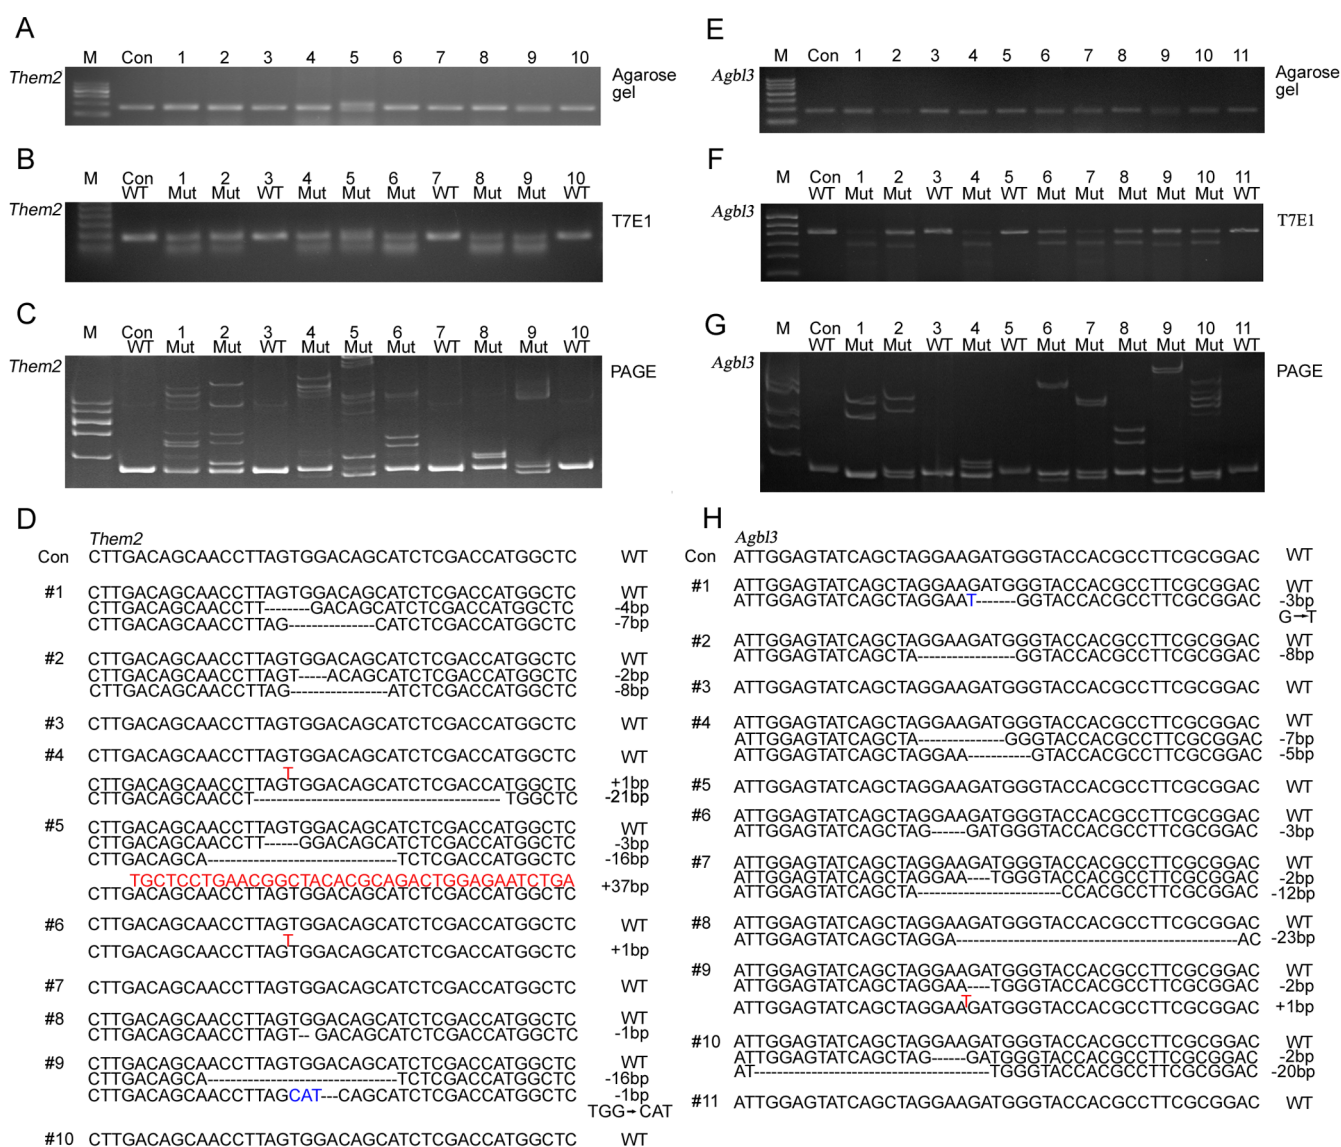 A
M Con 1 2 3 4 5 6 7 8 9 10
Them2
Agarose
gel
B
M Con 1 2 3 4 5 6 7 8 9 10
WT Mut Mut WT Mut Mut Mut WT Mut Mut WT
Them2
T7E1
C
M Con 1 2 3 4 5 6 7 8 9 10
WT Mut Mut WT Mut Mut Mut WT Mut Mut WT
Them2
PAGE
D
Them2
Con CTTGACAGCAACCTTAGTGGACAGCATCTCGACCATGGCTC WT
#1 CTTGACAGCAACCTTAGTGGACAGCATCTCGACCATGGCTC WT
CTTGACAGCAACCTT--------GACAGCATCTCGACCATGGCTC -4bp
CTTGACAGCAACCTTAG---------------CATCTCGACCATGGCTC -7bp
#2 CTTGACAGCAACCTTAGTGGACAGCATCTCGACCATGGCTC WT
CTTGACAGCAACCTTAGT-----ACAGCATCTCGACCATGGCTC -2bp
CTTGACAGCAACCTTAG-----------------ATCTCGACCATGGCTC -8bp
#3 CTTGACAGCAACCTTAGTGGACAGCATCTCGACCATGGCTC WT
#4 CTTGACAGCAACCTTAGTGGACAGCATCTCGACCATGGCTC WT
T
CTTGACAGCAACCTTAGTGGACAGCATCTCGACCATGGCTC +1bp
CTTGACAGCAACCT------------------------------------------- TGGCTC -21bp
#5 CTTGACAGCAACCTTAGTGGACAGCATCTCGACCATGGCTC WT
CTTGACAGCAACCTT------GGACAGCATCTCGACCATGGCTC -3bp
CTTGACAGCA---------------------------------TCTCGACCATGGCTC -16bp
TGCTCCTGAACGGCTACACGCAGACTGGAGAATCTGA +37bp
CTTGACAGCAACCTTAGTGGACAGCATCTCGACCATGGCTC
#6 CTTGACAGCAACCTTAGTGGACAGCATCTCGACCATGGCTC WT
T
CTTGACAGCAACCTTAGTGGACAGCATCTCGACCATGGCTC +1bp
#7 CTTGACAGCAACCTTAGTGGACAGCATCTCGACCATGGCTC WT
#8 CTTGACAGCAACCTTAGTGGACAGCATCTCGACCATGGCTC WT
CTTGACAGCAACCTTAGT-- GACAGCATCTCGACCATGGCTC -1bp
#9 CTTGACAGCAACCTTAGTGGACAGCATCTCGACCATGGCTC WT
CTTGACAGCA---------------------------------TCTCGACCATGGCTC -16bp
CTTGACAGCAACCTTAGCAT---CAGCATCTCGACCATGGCTC -1bp
TGG→CAT
#10 CTTGACAGCAACCTTAGTGGACAGCATCTCGACCATGGCTC WT
E
M Con 1 2 3 4 5 6 7 8 9 10 11
Agbl3
Agarose
gel
F
M Con 1 2 3 4 5 6 7 8 9 10 11
WT Mut Mut WT Mut WT Mut Mut Mut Mut Mut WT
Agbl3
T7E1
G
M Con 1 2 3 4 5 6 7 8 9 10 11
WT Mut Mut WT Mut WT Mut Mut Mut Mut Mut WT
Agbl3
PAGE
H
Agbl3
Con ATTGGAGTATCAGCTAGGAAGATGGGTACCACGCCTTCGCGGAC WT
#1 ATTGGAGTATCAGCTAGGAAGATGGGTACCACGCCTTCGCGGAC WT
ATTGGAGTATCAGCTAGGAAT-------GGTACCACGCCTTCGCGGAC -3bp
G→T
#2 ATTGGAGTATCAGCTAGGAAGATGGGTACCACGCCTTCGCGGAC WT
ATTGGAGTATCAGCTA-----------------GGTACCACGCCTTCGCGGAC -8bp
#3 ATTGGAGTATCAGCTAGGAAGATGGGTACCACGCCTTCGCGGAC WT
#4 ATTGGAGTATCAGCTAGGAAGATGGGTACCACGCCTTCGCGGAC WT
ATTGGAGTATCAGCTA---------------GGGTACCACGCCTTCGCGGAC -7bp
ATTGGAGTATCAGCTAGGAA-----------GTACCACGCCTTCGCGGAC -5bp
#5 ATTGGAGTATCAGCTAGGAAGATGGGTACCACGCCTTCGCGGAC WT
#6 ATTGGAGTATCAGCTAGGAAGATGGGTACCACGCCTTCGCGGAC WT
ATTGGAGTATCAGCTAG------GATGGGTACCACGCCTTCGCGGAC -3bp
#7 ATTGGAGTATCAGCTAGGAAGATGGGTACCACGCCTTCGCGGAC WT
ATTGGAGTATCAGCTAGGAA----TGGGTACCACGCCTTCGCGGAC -2bp
ATTGGAGTATCAGCTA-------------------------CCACGCCTTCGCGGAC -12bp
#8 ATTGGAGTATCAGCTAGGAAGATGGGTACCACGCCTTCGCGGAC WT
ATTGGAGTATCAGCTAGGA-------------------------------------------------AC -23bp
#9 ATTGGAGTATCAGCTAGGAAGATGGGTACCACGCCTTCGCGGAC WT
ATTGGAGTATCAGCTAGGAA----TGGGTACCACGCCTTCGCGGAC -2bp
T
ATTGGAGTATCAGCTAGGAAGATGGGTACCACGCCTTCGCGGAC +1bp
#10 ATTGGAGTATCAGCTAGGAAGATGGGTACCACGCCTTCGCGGAC WT
ATTGGAGTATCAGCTAG------GATGGGTACCACGCCTTCGCGGAC -2bp
AT-----------------------------------------TGGGTACCACGCCTTCGCGGAC -20bp
#11 ATTGGAGTATCAGCTAGGAAGATGGGTACCACGCCTTCGCGGAC WT